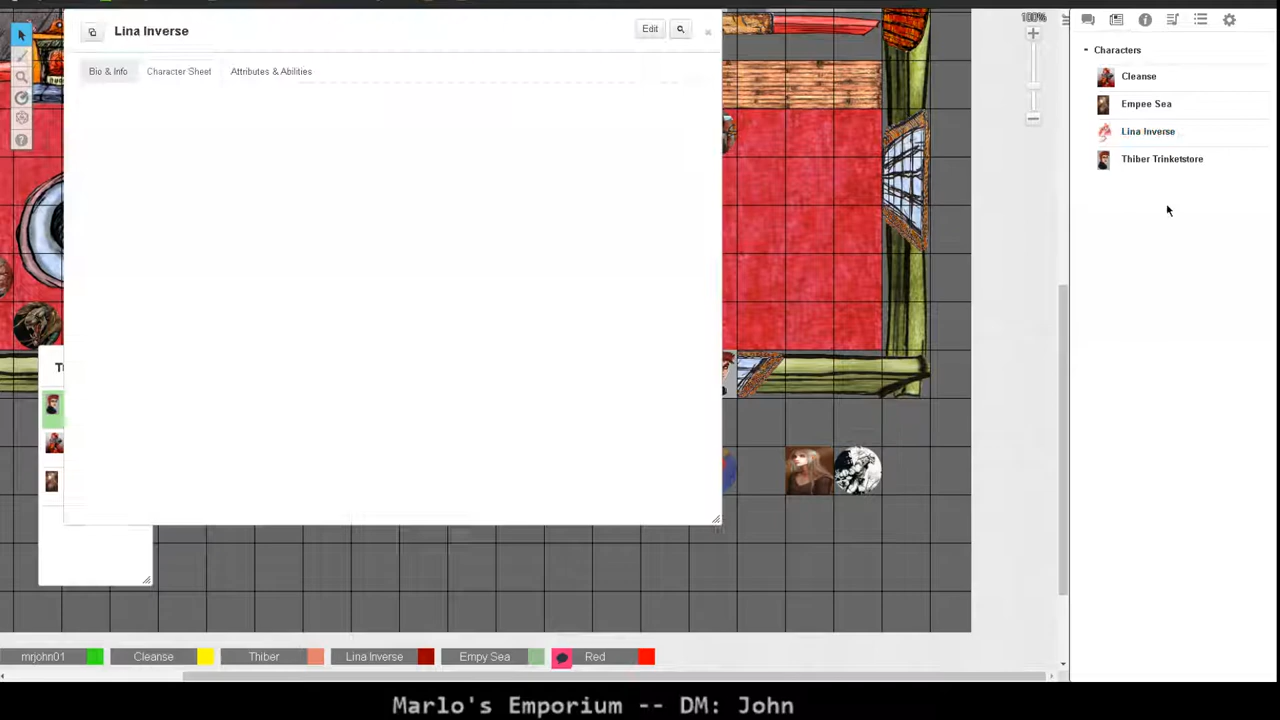 Lina Inverse
Edit
Bio & Info
Character Sheet
Attributes & Abilities
100%
Characters
Cleanse
Empee Sea
Lina Inverse
Thiber Trinketstore
mrjohn01
Cleanse
Thiber
Lina Inverse
Empy Sea
Red
Marlo's Emporium -- DM: John